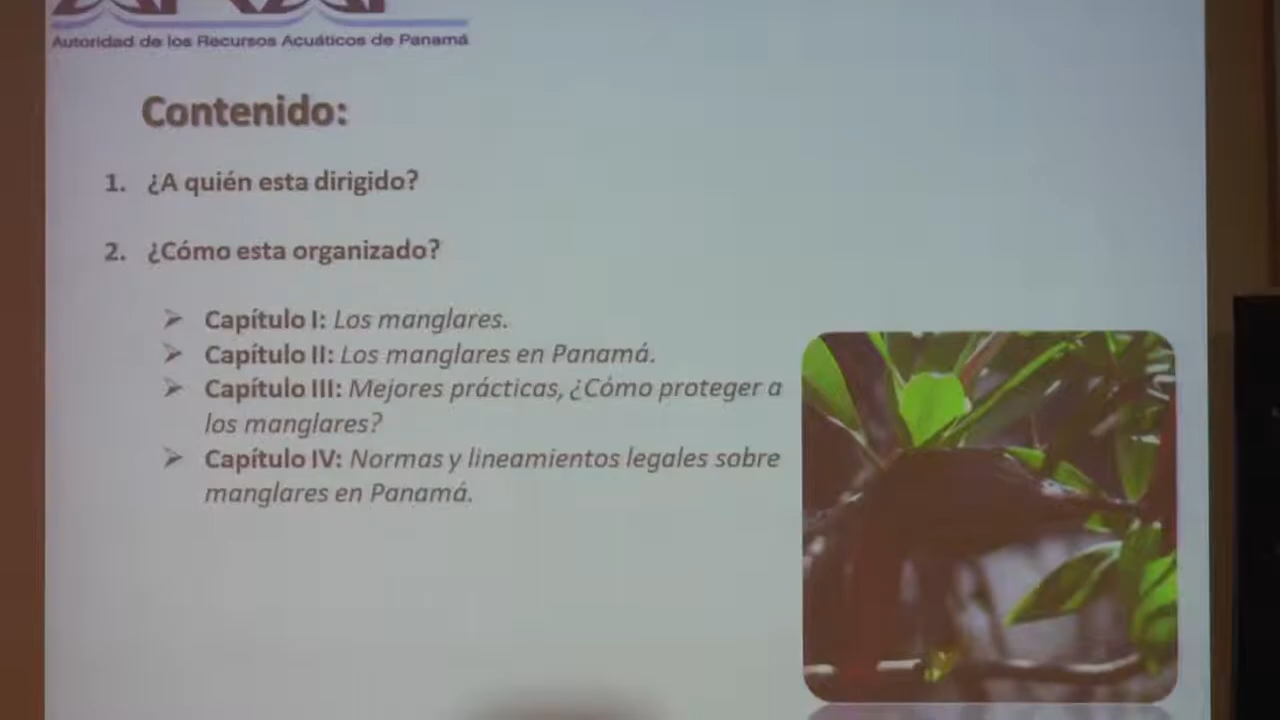 Autoridad de los Recursos Acuáticos de Panamá
Contenido:
1. ¿A quién esta dirigido?
2. ¿Cómo esta organizado?
➢ Capítulo I: Los manglares.
➢ Capítulo II: Los manglares en Panamá.
➢ Capítulo III: Mejores prácticas, ¿Cómo proteger a
los manglares?
➢ Capítulo IV: Normas y lineamientos legales sobre
manglares en Panamá.